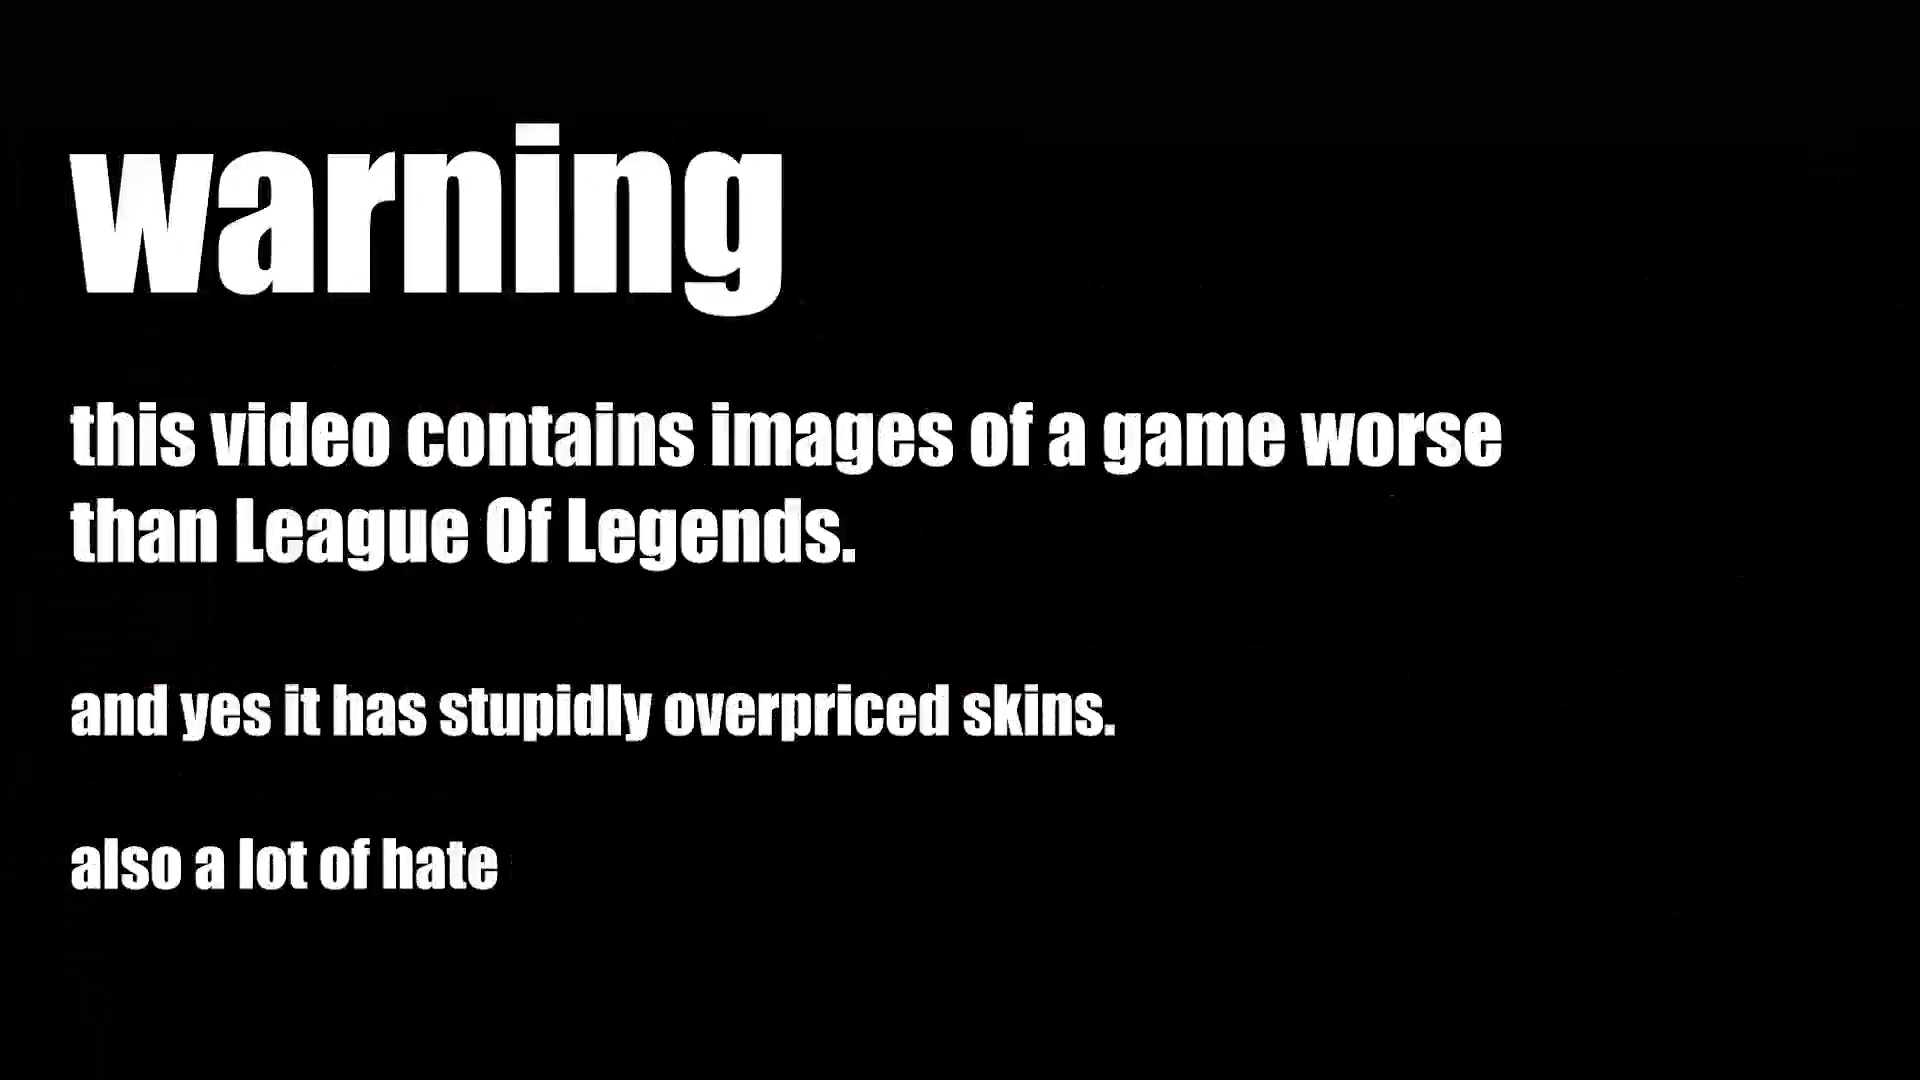 warning
this video contains images of a game worse
than League Of Legends.
and yes it has stupidly overpriced skins.
also a lot of hate